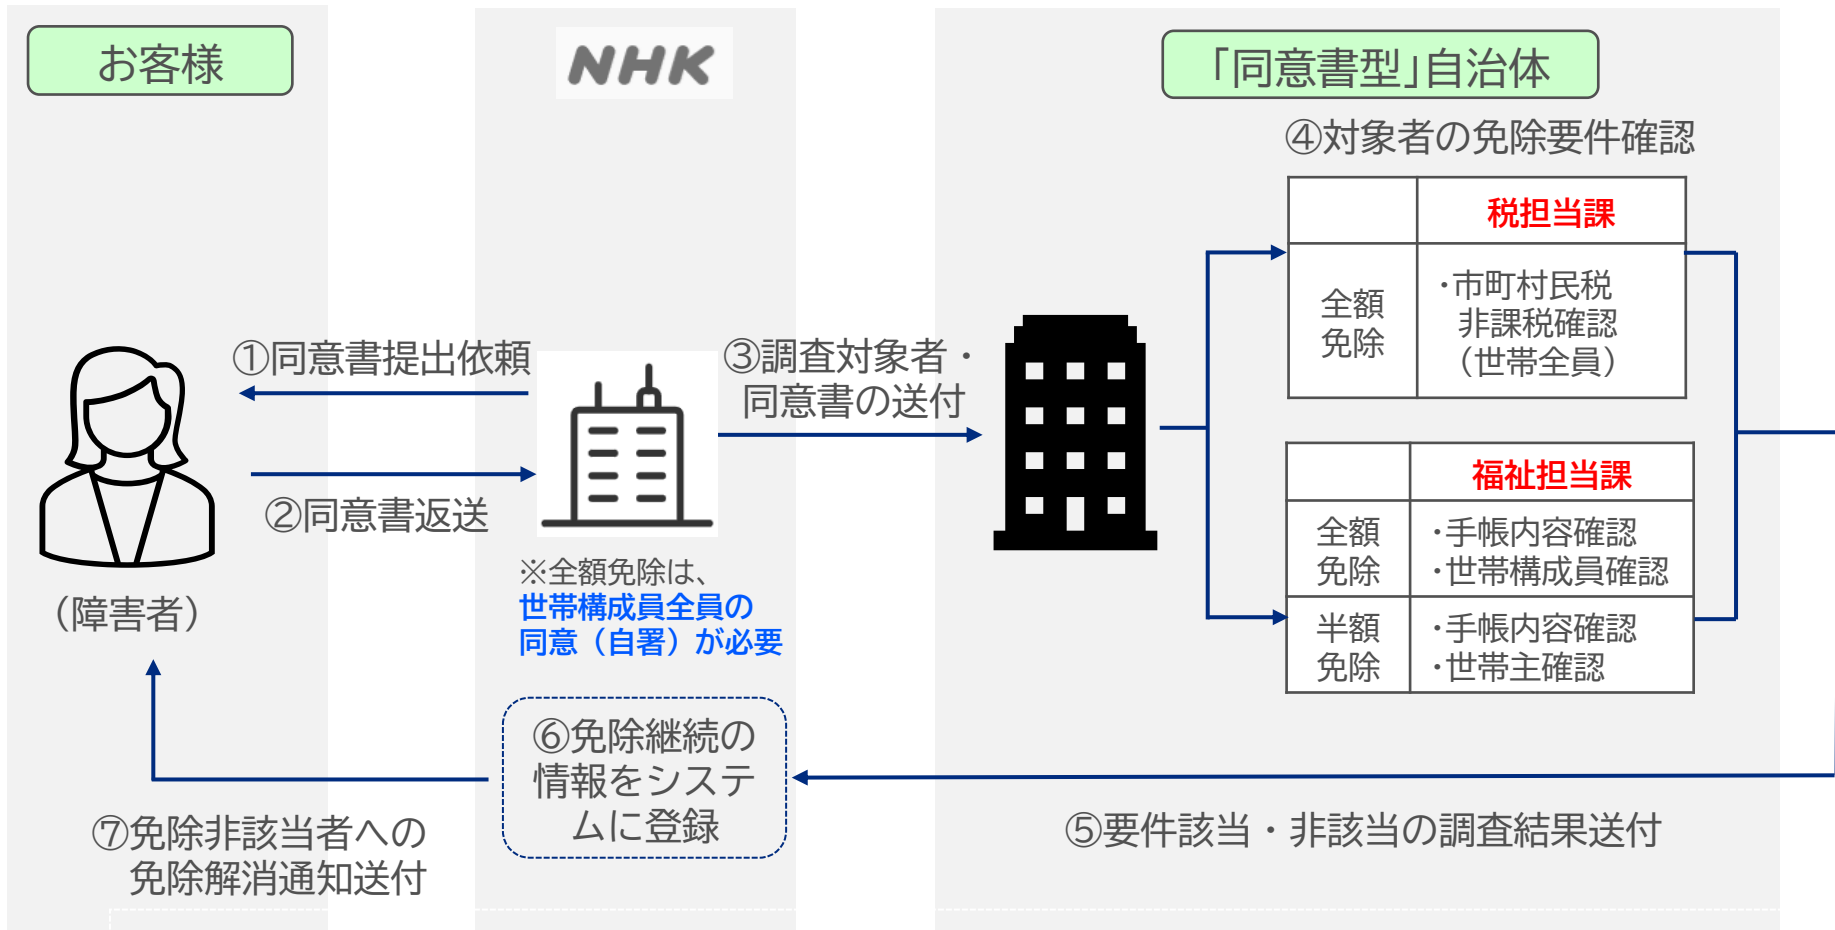 お客様
NHK
「同意書型」自治体
④対象者の免除要件確認
税担当課
全額
免除
・市町村民税
非課税確認
（世帯全員）
①同意書提出依頼
③調査対象者・
同意書の送付
②同意書返送
福祉担当課
全額
免除
・手帳内容確認
・世帯構成員確認
半額
免除
・手帳内容確認
・世帯主確認
（障害者）
※全額免除は、
世帯構成員全員の
同意（自署）が必要
⑥免除継続の
情報をシステ
ムに登録
⑤要件該当・非該当の調査結果送付
⑦免除非該当者への
免除解消通知送付